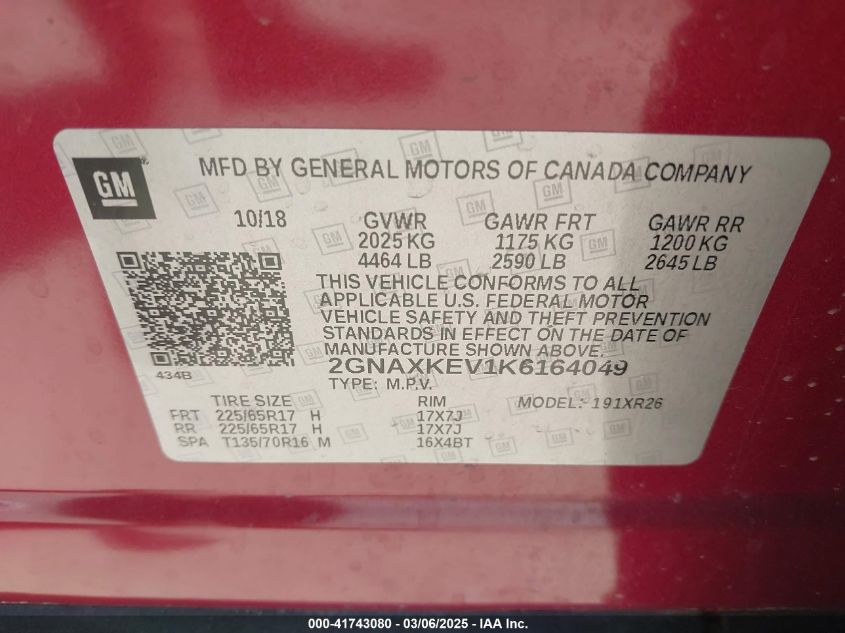 GM
MFD BY GENERAL MOTORS OF CANADA COMPANY
10/18 GVWR GAWR FRT GAWR RR
2025 KG 1175 KG 1200 KG
4464 LB 2590 LB 2645 LB
THIS VEHICLE CONFORMS TO ALL
APPLICABLE U.S. FEDERAL MOTOR
VEHICLE SAFETY AND THEFT PREVENTION
STANDARDS IN EFFECT ON THE DATE OF
MANUFACTURE SHOWN ABOVE.
434B
2GNAXKEV1K6164049
TYPE: M.P.V.
TIRE SIZE RIM MODEL: 191XR26
FRT 225/65R17 H 17X7J
RR 225/65R17 H 17X7J
SPA T135/70R16 M 16X4BT
000-41743080 - 03/06/2025 - IAA Inc.